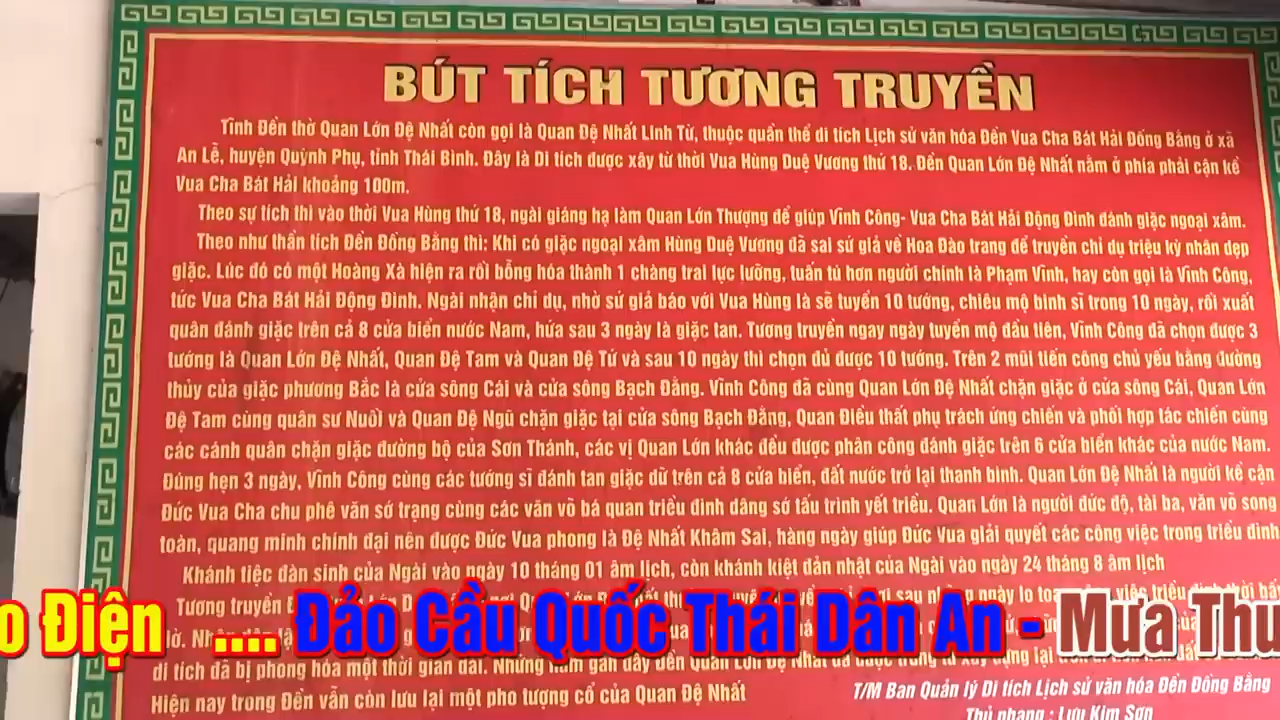 BÚT TÍCH TƯƠNG TRUYỀN
Tình Đền thờ Quan Lớn Đệ Nhất còn gọi là Quan Đệ Nhất Linh Từ, thuộc quần thể di tích Lịch sử văn hóa Đền Vua Cha Bát Hải Đồng Bằng ở xã
An Lễ, huyện Quỳnh Phụ, tỉnh Thái Bình. Đây là Di tích được xây từ thời Vua Hùng Duệ Vương thứ 18. Đền Quan Lớn Đệ Nhất nằm ở phía phải cận kề
Vua Cha Bát Hải khoảng 100m.
Theo sự tích thì vào thời Vua Hùng thứ 18, ngài giáng hạ làm Quan Lớn Thượng để giúp Vĩnh Công- Vua Cha Bát Hải Động Đình đánh giặc ngoại xâm.
Theo như thần tích Đền Đồng Bằng thì: Khi có giặc ngoại xâm Hùng Duệ Vương đã sai sứ giả về Hoa Đào trang để truyền chỉ dụ triệu kỳ nhân dẹp
giặc. Lúc đó có một Hoàng Xà hiện ra rồi bỗng hóa thành 1 chàng trai lực lưỡng, tuấn tú hơn người chính là Phạm Vĩnh, hay còn gọi là Vĩnh Công,
tức Vua Cha Bát Hải Động Đình. Ngài nhận chỉ dụ, nhờ sứ giả báo với Vua Hùng là sẽ tuyển 10 tướng, chiêu mộ binh sĩ trong 10 ngày, rồi xuất
quân đánh giặc trên cả 8 cửa biển nước Nam, hứa sau 3 ngày là giặc tan. Tương truyền ngay ngày tuyển mộ đầu tiên, Vĩnh Công đã chọn được 3
tướng là Quan Lớn Đệ Nhất, Quan Đệ Tam và Quan Đệ Tứ và sau 10 ngày thì chọn đủ được 10 tướng. Trên 2 mũi tiến công chủ yếu bằng đường
thủy của giặc phương Bắc là cửa sông Cái và cửa sông Bạch Đằng. Vĩnh Công đã cùng Quan Lớn Đệ Nhất chặn giặc ở cửa sông Cái, Quan Lớn
Đệ Tam cùng quân sư Nuôi và Quan Đệ Ngũ chặn giặc tại cửa sông Bạch Đằng, Quan Điều thất phụ trách ứng chiến và phối hợp tác chiến cùng
các cánh quân chặn giặc đường bộ của Sơn Thánh, các vị Quan Lớn khác đều được phân công đánh giặc trên 6 cửa biển khác của nước Nam.
Đúng hẹn 3 ngày, Vĩnh Công cùng các tướng sĩ đánh tan giặc dữ trên cả 8 cửa biển, đất nước trở lại thanh bình. Quan Lớn Đệ Nhất là người kề cận
Đức Vua Cha chu phê văn sớ trạng cùng các văn võ bá quan triều đình dâng sớ tấu trình yết triều. Quan Lớn là người đức độ, tài ba, văn võ song
toàn, quang minh chính đại nên được Đức Vua phong là Đệ Nhất Khâm Sai, hàng ngày giúp Đức Vua giải quyết các công việc trong triều đình
Khánh tiệc đàn sinh của Ngài vào ngày 10 tháng 01 âm lịch, còn khánh kiệt đản nhật của Ngài vào ngày 24 tháng 8 âm lịch
Tương truyền
o Điện .... Đảo Cầu Quốc Thái Dân An - Mưa Thu
di tích đã bị phong hóa một thời gian dài. Những năm gần đây đền Quan Lớn Đệ Nhất đã được
Hiện nay trong Đền vẫn còn lưu lại một pho tượng cổ của Quan Đệ Nhất
T/M Ban Quản lý Di tích Lịch sử văn hóa Đền Đồng Bằng
Thủ nhang : Lưu Kim Sơn